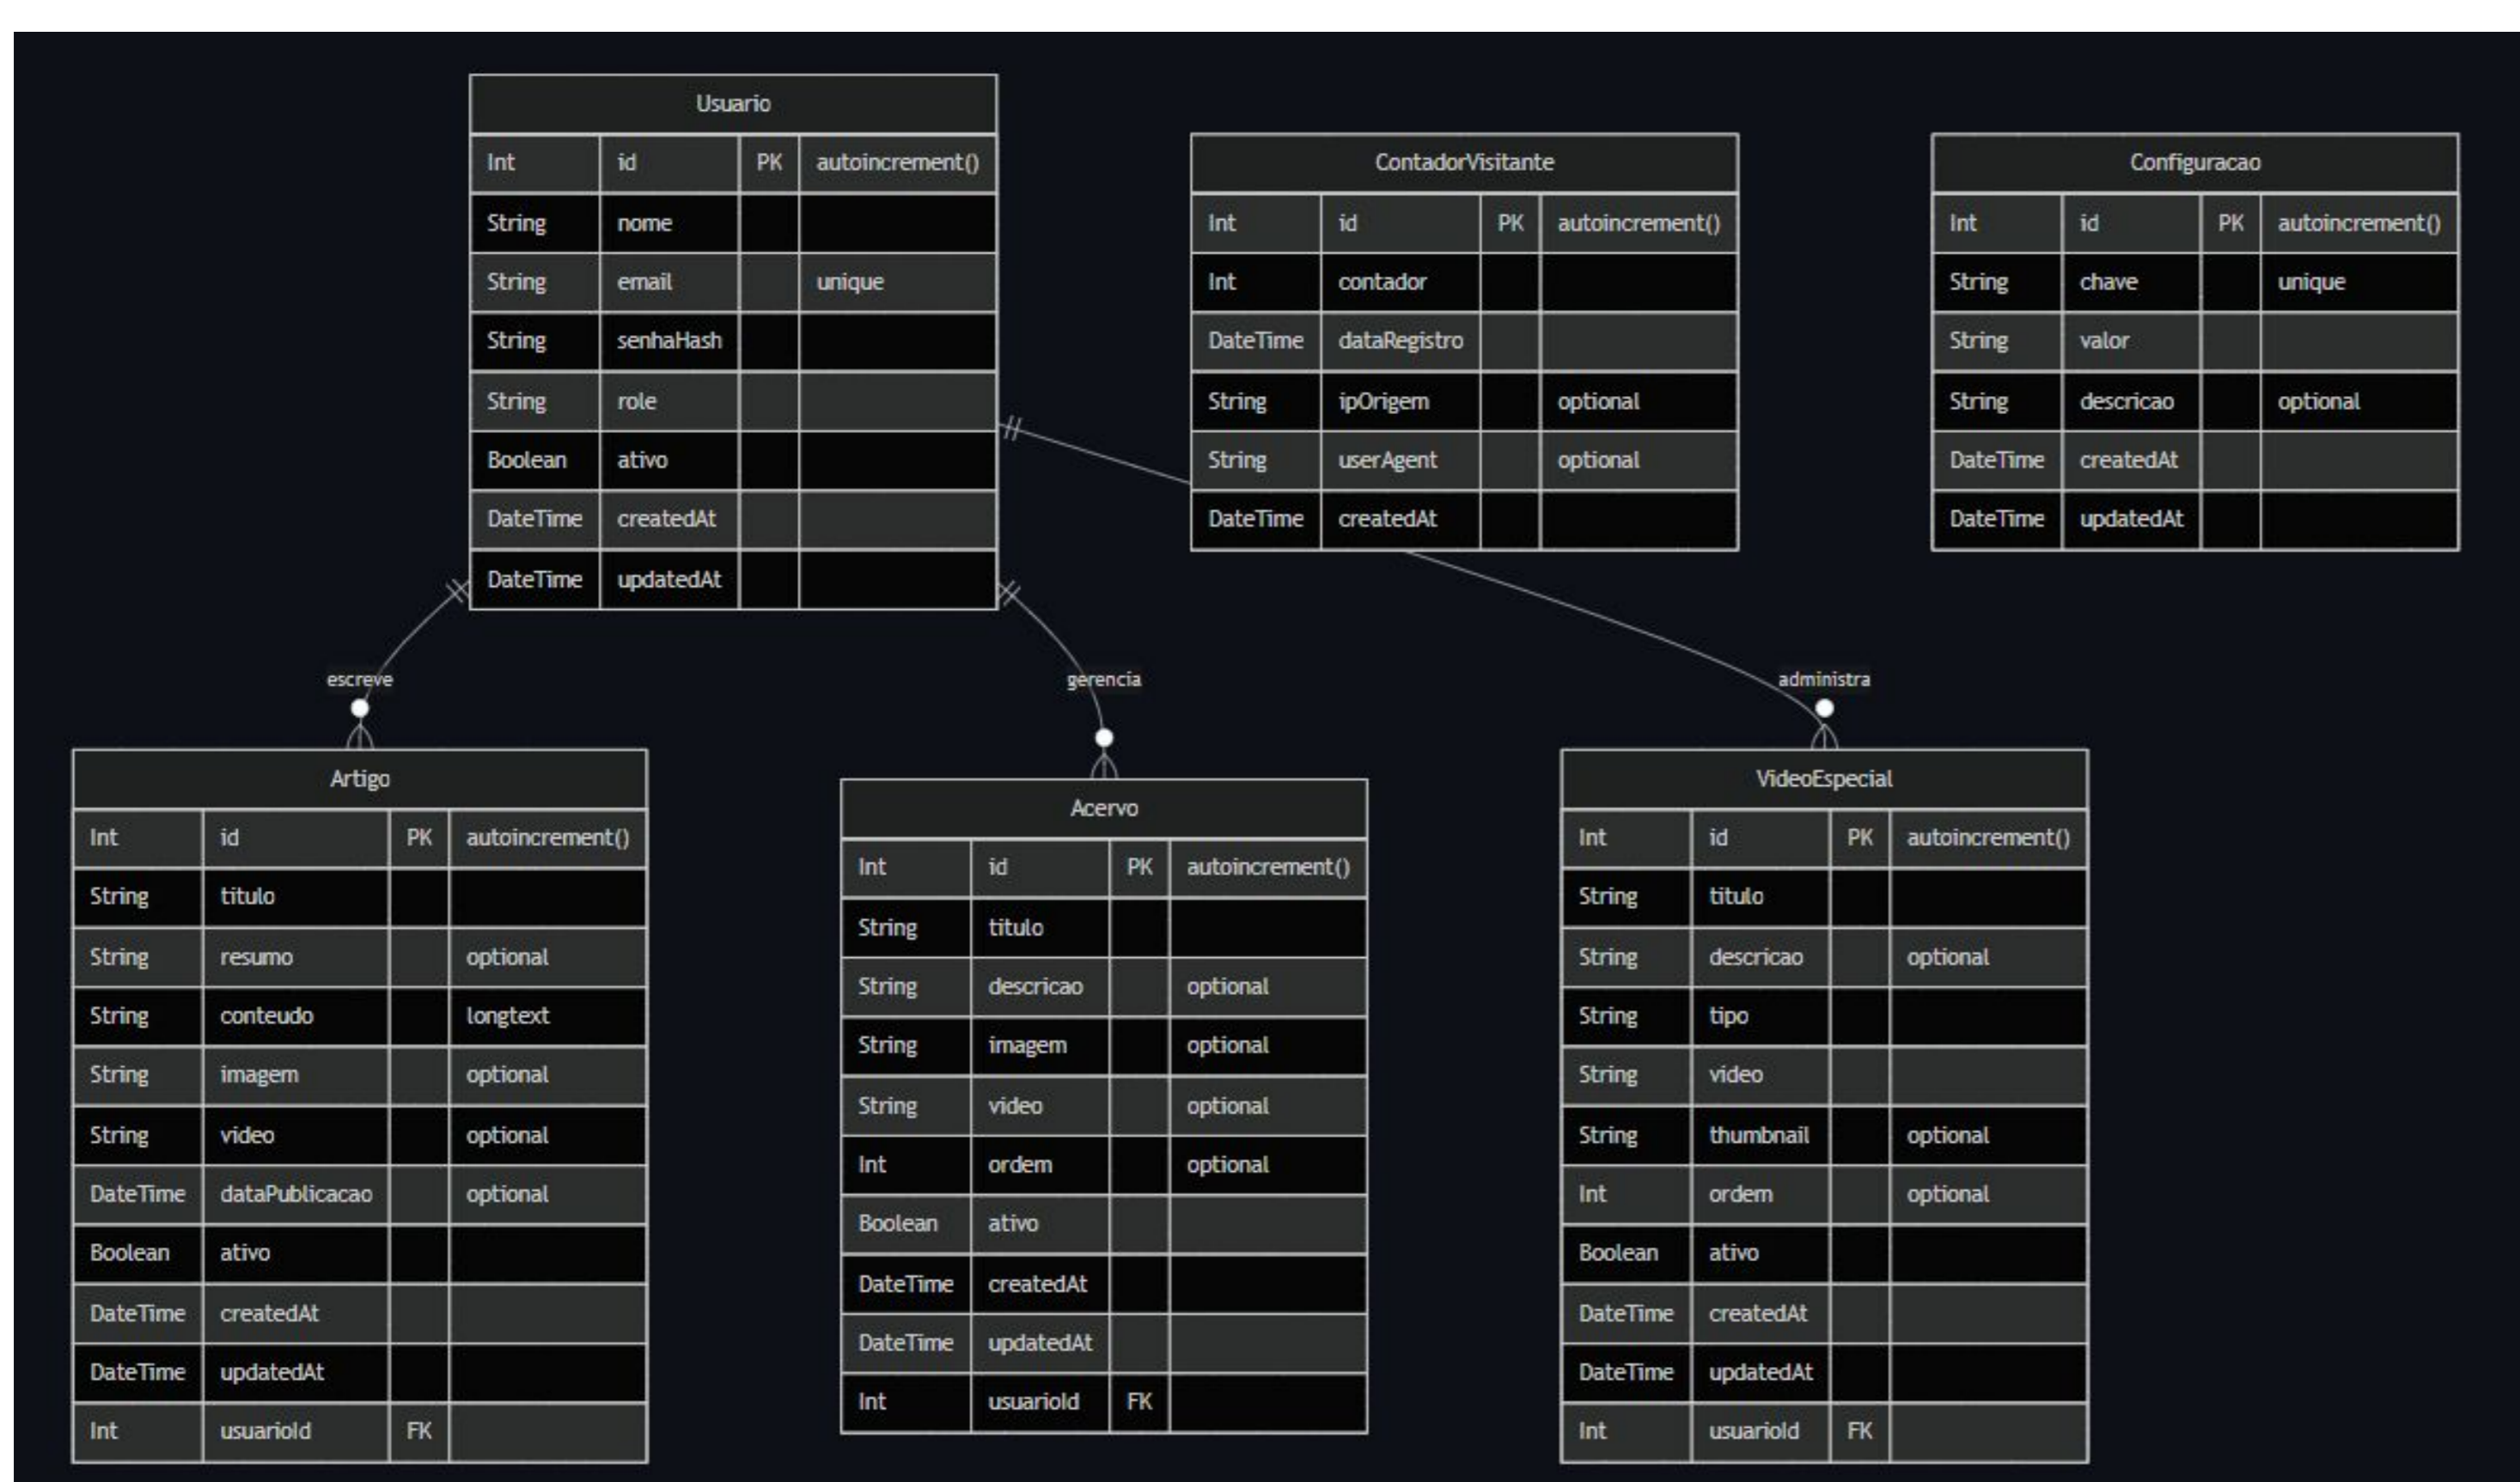 Usuario
Int id PK autoincrement()
String nome
String email unique
String senhaHash
String role
Boolean ativo
DateTime createdAt
DateTime updatedAt
ContadorVisitante
Int id PK autoincrement()
Int contador
DateTime dataRegistro
String ipOrigem optional
String userAgent optional
DateTime createdAt
Configuracao
Int id PK autoincrement()
String chave unique
String valor
String descricao optional
DateTime createdAt
DateTime updatedAt
escreve
gerencia
administra
Artigo
Int id PK autoincrement()
String titulo
String resumo optional
String conteudo longtext
String imagem optional
String video optional
DateTime dataPublicacao optional
Boolean ativo
DateTime createdAt
DateTime updatedAt
Int usuarioId FK
Acervo
Int id PK autoincrement()
String titulo
String descricao optional
String imagem optional
String video optional
Int ordem optional
Boolean ativo
DateTime createdAt
DateTime updatedAt
Int usuarioId FK
VideoEspecial
Int id PK autoincrement()
String titulo
String descricao optional
String tipo
String video
String thumbnail optional
Int ordem optional
Boolean ativo
DateTime createdAt
DateTime updatedAt
Int usuarioId FK